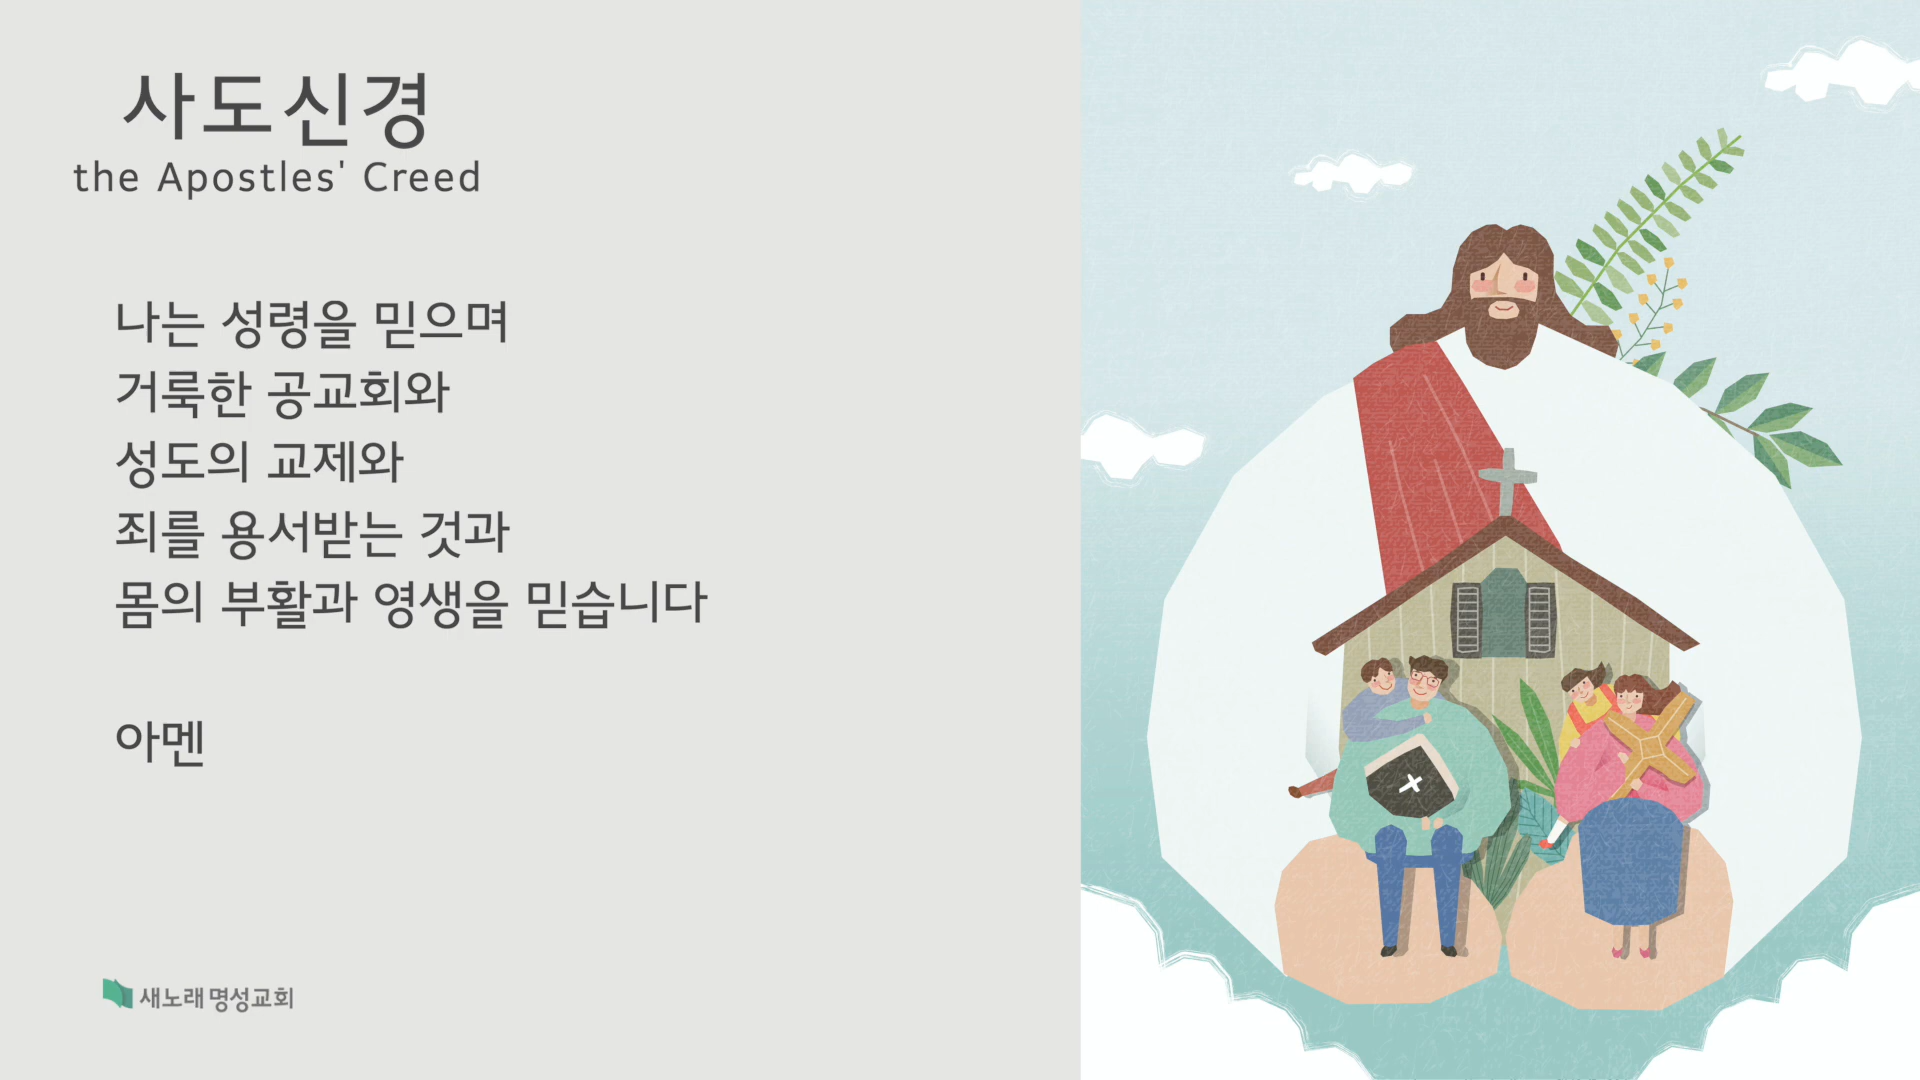 사도신경
the Apostles' Creed
나는 성령을 믿으며
거룩한 공교회와
성도의 교제와
죄를 용서받는 것과
몸의 부활과 영생을 믿습니다
아멘
새노래 명성교회